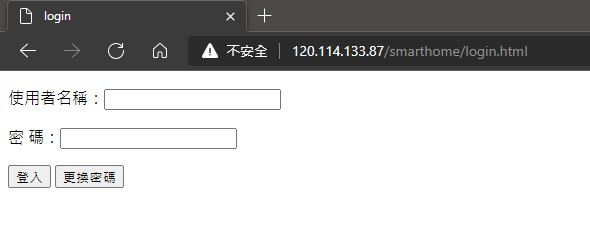 login
不安全 120.114.133.87/smarthome/login.html
使用者名稱：
密 碼：
登入 更換密碼